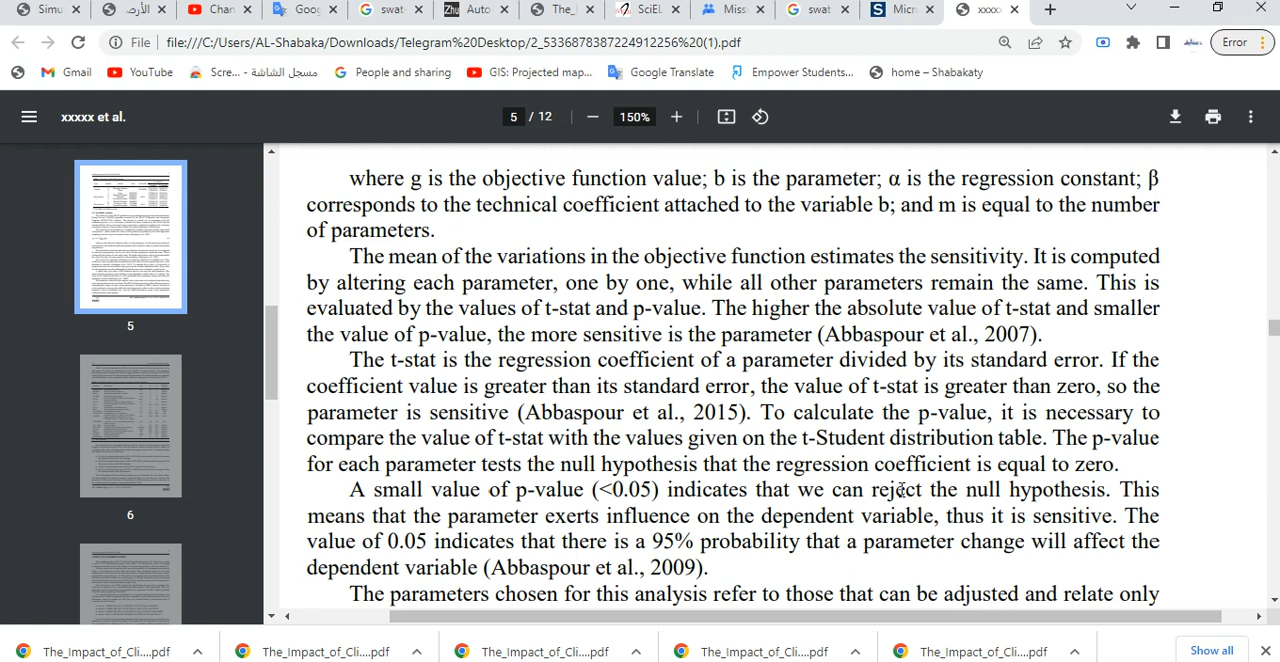 Simu
الأرصـ
Chan
Goog
swat
Auto
The_I
SciEL
Miss
swat
Micr
xxxxx
File
file:///C:/Users/AL-Shabaka/Downloads/Telegram%20Desktop/2_5336878387224912256%20(1).pdf
Error
Gmail
YouTube
Scre... - مسجل الشاشة
People and sharing
GIS: Projected map...
Google Translate
Empower Students...
home – Shabakaty
xxxxx et al.
5 / 12
150%
where g is the objective function value; b is the parameter; α is the regression constant; β
corresponds to the technical coefficient attached to the variable b; and m is equal to the number
of parameters.
The mean of the variations in the objective function estimates the sensitivity. It is computed
by altering each parameter, one by one, while all other parameters remain the same. This is
evaluated by the values of t-stat and p-value. The higher the absolute value of t-stat and smaller
the value of p-value, the more sensitive is the parameter (Abbaspour et al., 2007).
The t-stat is the regression coefficient of a parameter divided by its standard error. If the
coefficient value is greater than its standard error, the value of t-stat is greater than zero, so the
parameter is sensitive (Abbaspour et al., 2015). To calculate the p-value, it is necessary to
compare the value of t-stat with the values given on the t-Student distribution table. The p-value
for each parameter tests the null hypothesis that the regression coefficient is equal to zero.
A small value of p-value (<0.05) indicates that we can reject the null hypothesis. This
means that the parameter exerts influence on the dependent variable, thus it is sensitive. The
value of 0.05 indicates that there is a 95% probability that a parameter change will affect the
dependent variable (Abbaspour et al., 2009).
The parameters chosen for this analysis refer to those that can be adjusted and relate only
5
6
The_Impact_of_Cli....pdf
The_Impact_of_Cli....pdf
The_Impact_of_Cli....pdf
The_Impact_of_Cli....pdf
The_Impact_of_Cli....pdf
Show all